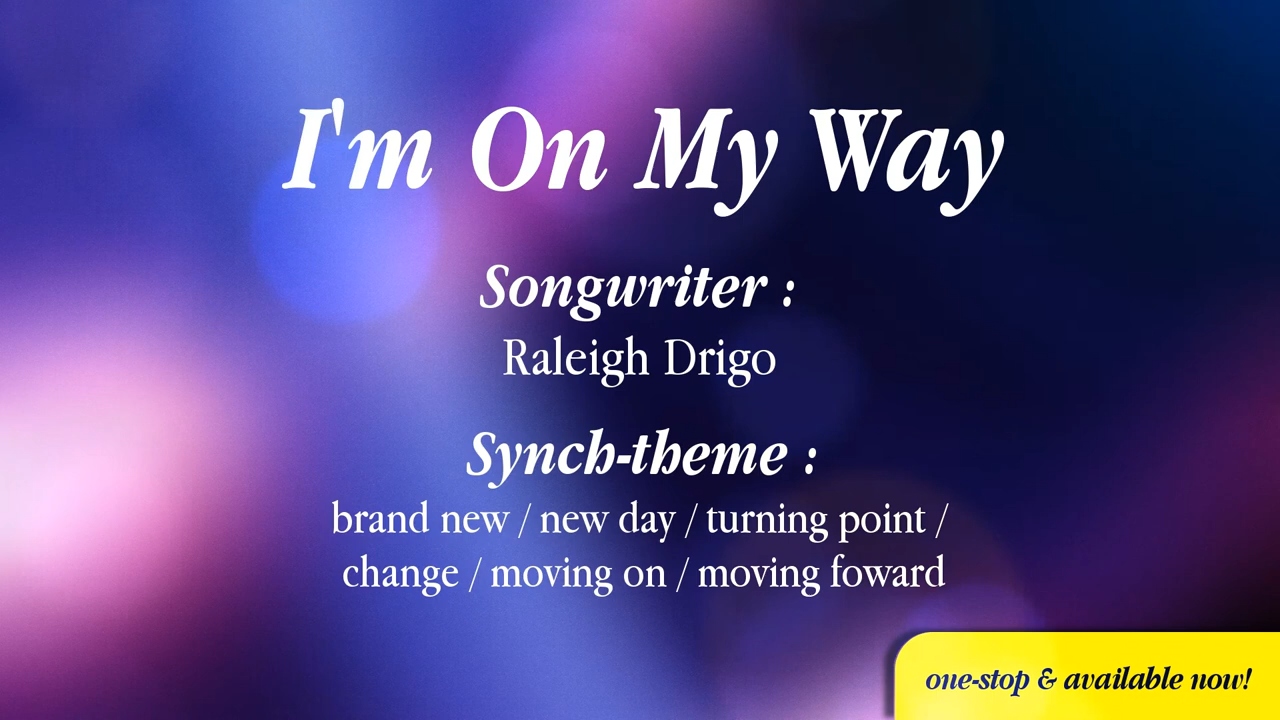 I'm On My Way
Songwriter :
Raleigh Drigo
Synch-theme :
brand new / new day / turning point /
change / moving on / moving foward
one-stop & available now!